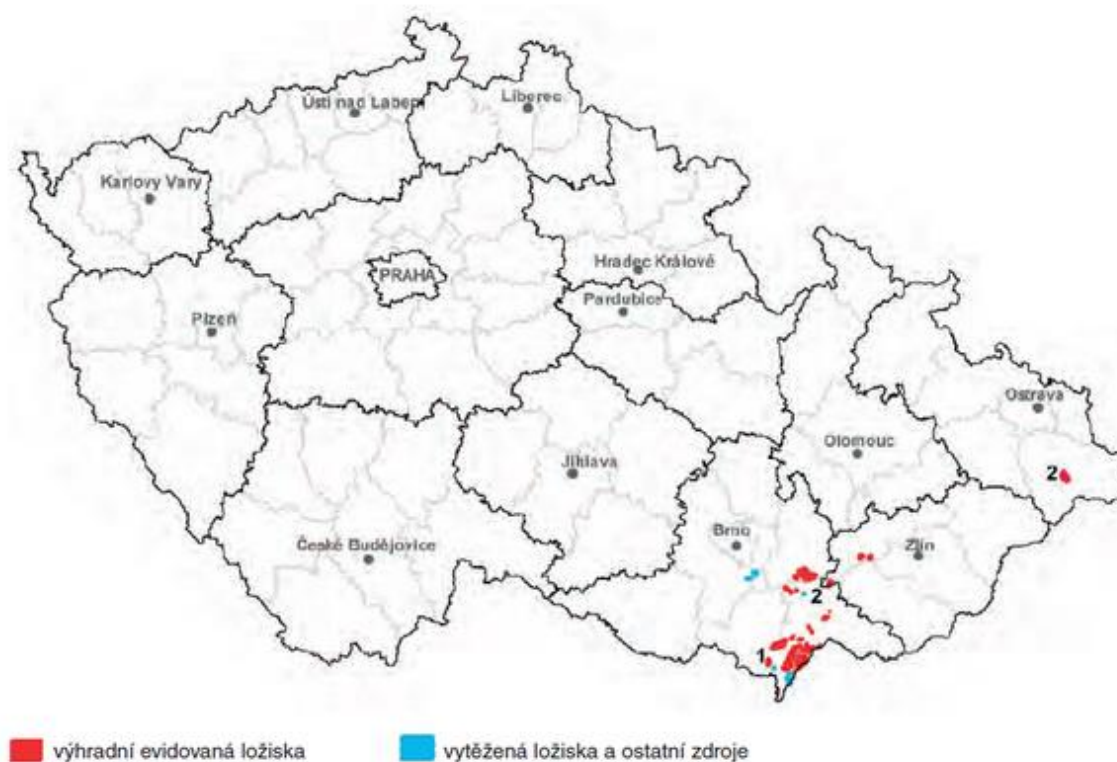 Ústí nad Labem
Liberec
Karlovy Vary
Hradec Králové
PRAHA
Pardubice
Plzeň
Ostrava
Olomouc
Jihlava
2
Brno
České Budějovice
Zlín
2
1
výhradní evidovaná ložiska
vytěžená ložiska a ostatní zdroje